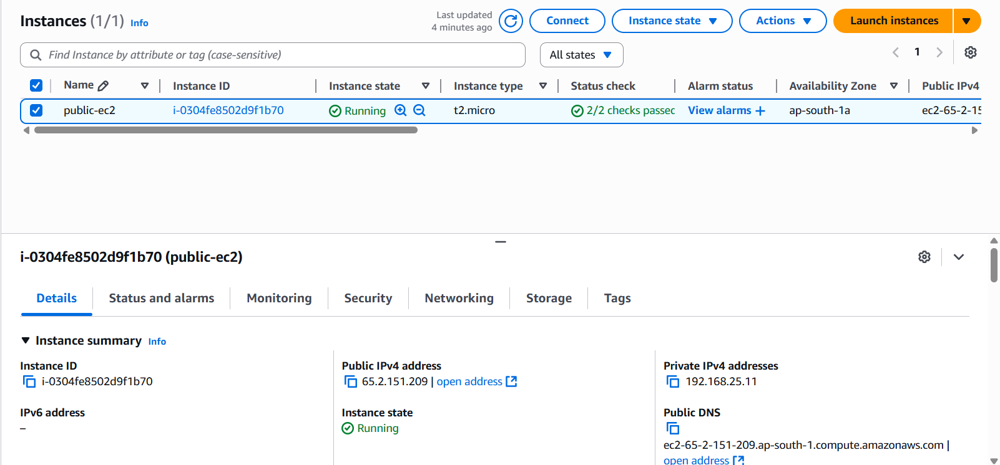 Instances (1/1) Info
Last updated
4 minutes ago
Connect
Instance state
Actions
Launch instances
Find Instance by attribute or tag (case-sensitive)
All states
1
Name Instance ID Instance state Instance type Status check Alarm status Availability Zone Public IPv4
public-ec2 i-0304fe8502d9f1b70 Running t2.micro 2/2 checks passec View alarms + ap-south-1a ec2-65-2-15
i-0304fe8502d9f1b70 (public-ec2)
Details Status and alarms Monitoring Security Networking Storage Tags
Instance summary Info
Instance ID
i-0304fe8502d9f1b70
Public IPv4 address
65.2.151.209 | open address
Private IPv4 addresses
192.168.25.11
IPv6 address
–
Instance state
Running
Public DNS
ec2-65-2-151-209.ap-south-1.compute.amazonaws.com |
open address